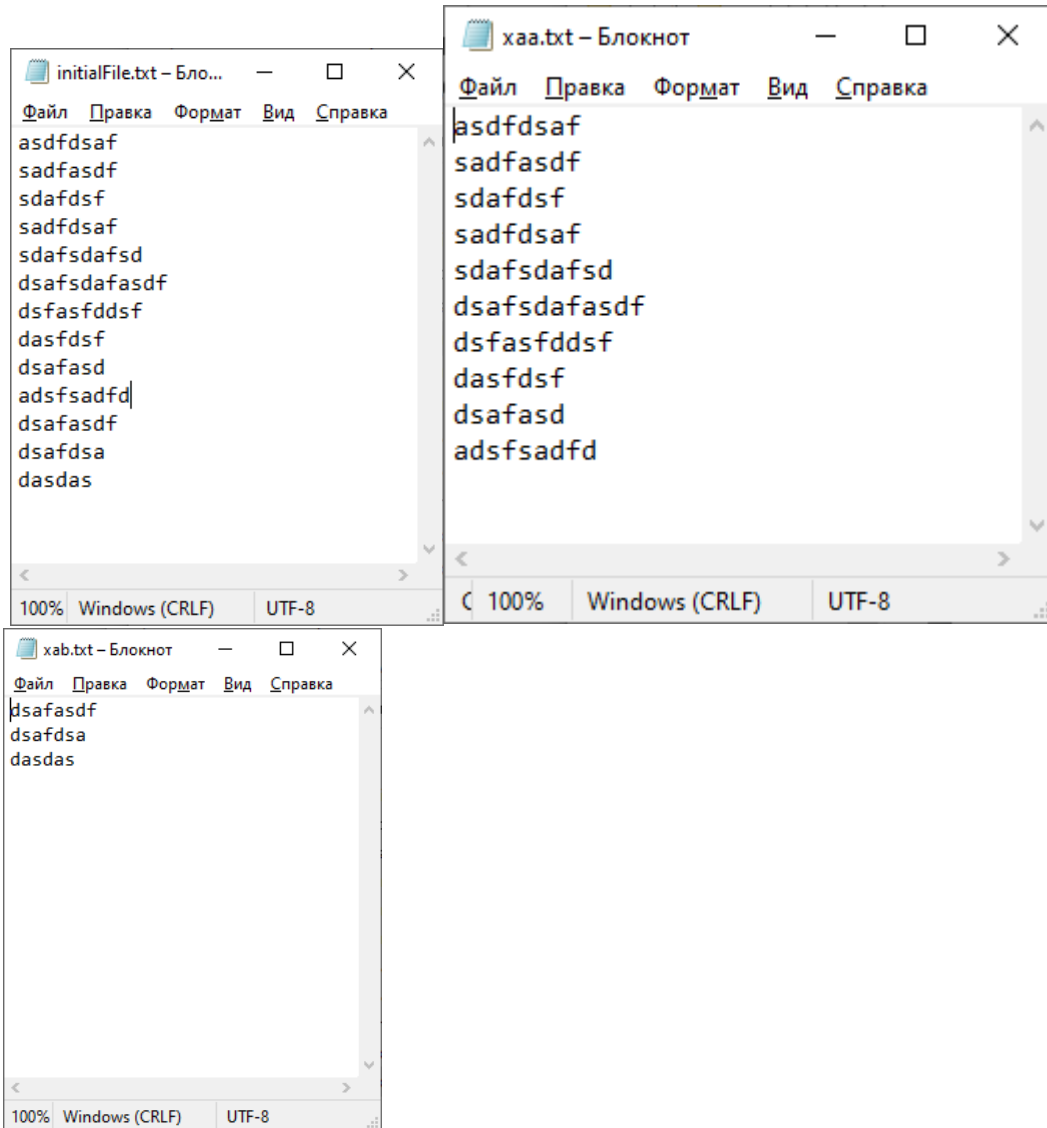 initialFile.txt – Бло...
Файл Правка Формат Вид Справка
asdfdsaf
sadfasdf
sdafdsf
sadfdsaf
sdafsdafsd
dsafsdafasdf
dsfasfddsf
dasfdsf
dsafasd
adsfsadfd
dsafasdf
dsafdsa
dasdas
100% Windows (CRLF) UTF-8
xaa.txt – Блокнот
Файл Правка Формат Вид Справка
asdfdsaf
sadfasdf
sdafdsf
sadfdsaf
sdafsdafsd
dsafsdafasdf
dsfasfddsf
dasfdsf
dsafasd
adsfsadfd
100% Windows (CRLF) UTF-8
xab.txt – Блокнот
Файл Правка Формат Вид Справка
dsafasdf
dsafdsa
dasdas
100% Windows (CRLF) UTF-8